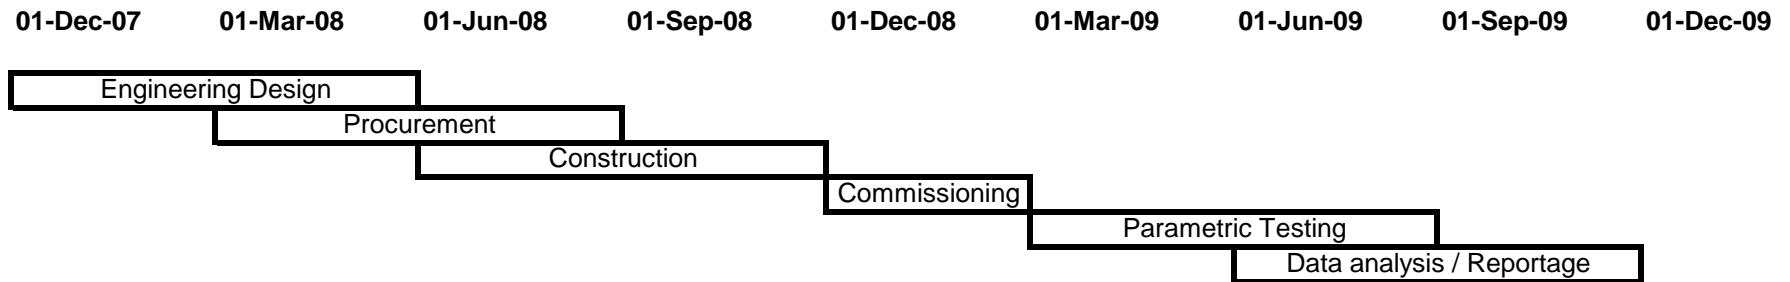 01-Dec-07 01-Mar-08 01-Jun-08 01-Sep-08 01-Dec-08 01-Mar-09 01-Jun-09 01-Sep-09 01-Dec-09
Engineering Design
Procurement
Construction
Commissioning
Parametric Testing
Data analysis / Reportage